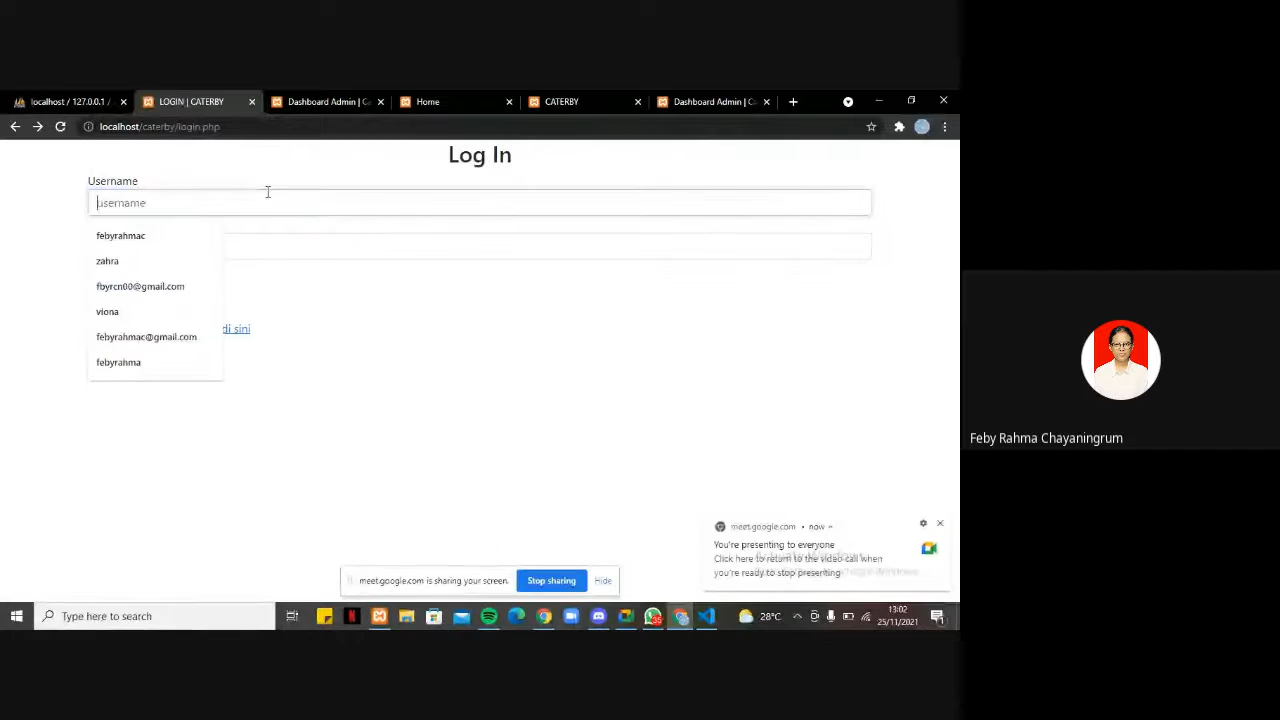 localhost / 127.0.0.1 /
LOGIN | CATERBY
Dashboard Admin | C
Home
CATERBY
Dashboard Admin | C
localhost/caterby/login.php
Log In
Username
username
febyrahmac
zahra
fbyrcn00@gmail.com
viona
di sini
febyrahmac@gmail.com
febyrahma
Feby Rahma Chayaningrum
meet.google.com • now
You're presenting to everyone
Click here to return to the video call when
you're ready to stop presenting
meet.google.com is sharing your screen.
Stop sharing
Hide
Type here to search
28°C
13:02
25/11/2021